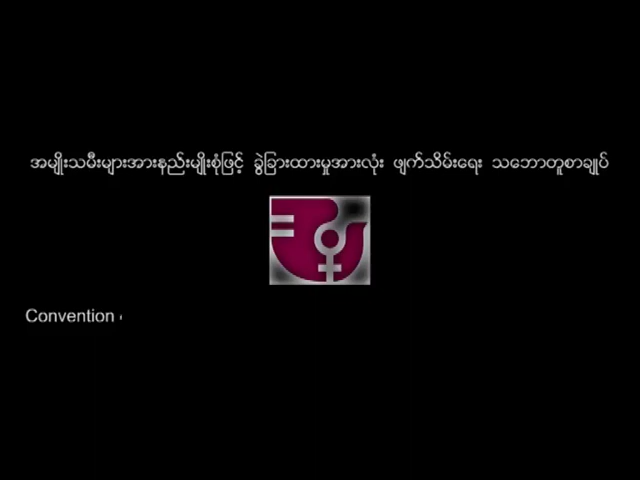 အမျိုးသမီးများအားနည်းမျိုးစုံဖြင့် ခွဲခြားထားမှုအားလုံး ဖျက်သိမ်းရေး သဘောတူစာချုပ်
Convention